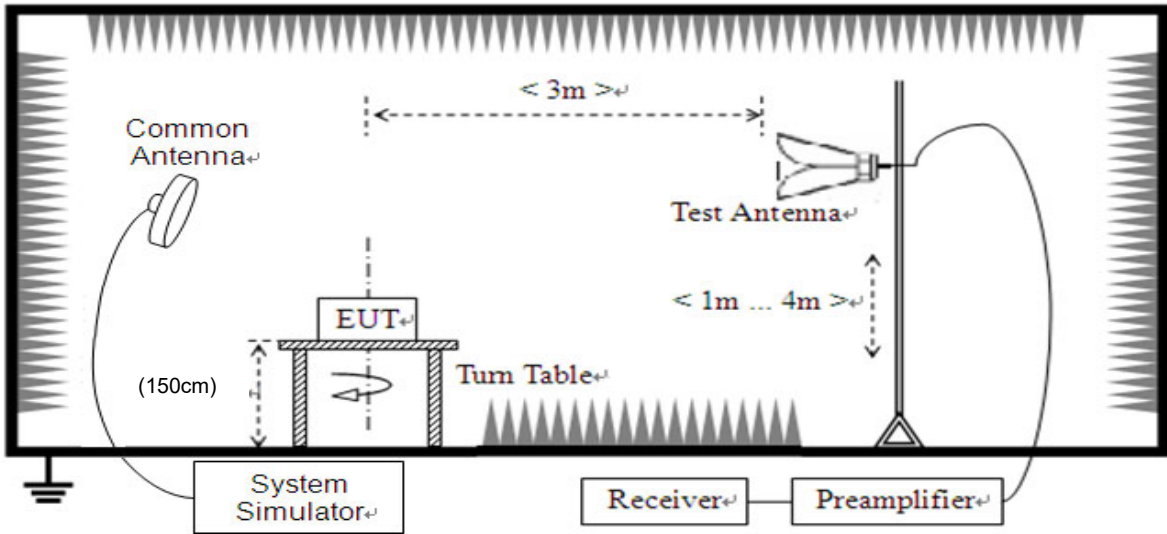 < 3m >↵
Common
Antenna↵
Test Antenna↵
< 1m ... 4m >↵
EUT↵
(150cm)
Turn Table↵
System
Simulator↵
Receiver↵
Preamplifier↵